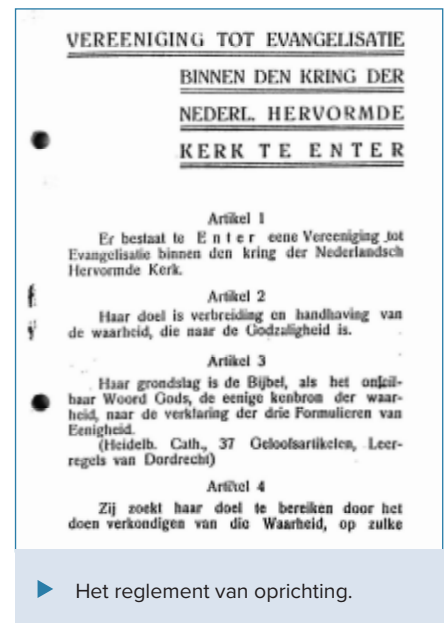 VEREENIGING TOT EVANGELISATIE
BINNEN DEN KRING DER
NEDERL. HERVORMDE
KERK TE ENTER
Artikel 1
Er bestaat te Enter eene Vereeniging tot
Evangelisatie binnen den kring der Nederlandsch
Hervormde Kerk.
Artikel 2
Haar doel is verbreiding en handhaving van
de waarheid, die naar de Godzaligheid is.
Artikel 3
Haar grondslag is de Bijbel, als het onfeil-
baar Woord Gods, de eenige kenbron der waar-
heid, naar de verklaring der drie Formulieren van
Eenigheid.
(Heidelb. Cath., 37 Geloofsartikelen, Leer-
regels van Dordrecht)
Artikel 4
Zij zoekt haar doel te bereiken door het
doen verkondigen van die Waarheid, op zulke
Het reglement van oprichting.